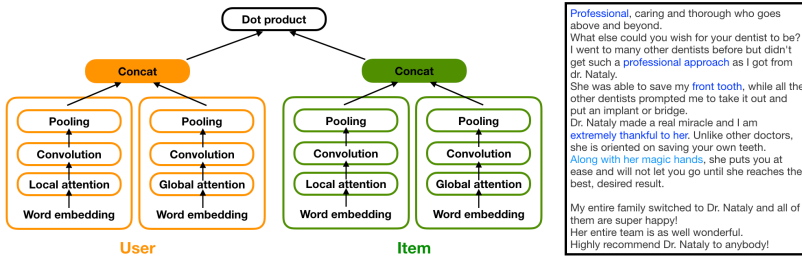 Dot product
Concat
Concat
Pooling
Convolution
Local attention
Word embedding
Pooling
Convolution
Global attention
Word embedding
User
Pooling
Convolution
Local attention
Word embedding
Pooling
Convolution
Global attention
Word embedding
Item
Professional, caring and thorough who goes
above and beyond.
What else could you wish for your dentist to be?
I went to many other dentists before but didn't
get such a professional approach as I got from
dr. Nataly.
She was able to save my front tooth, while all the
other dentists prompted me to take it out and
put an implant or bridge.
Dr. Nataly made a real miracle and I am
extremely thankful to her. Unlike other doctors,
she is oriented on saving your own teeth.
Along with her magic hands, she puts you at
ease and will not let you go until she reaches the
best, desired result.
My entire family switched to Dr. Nataly and all of
them are super happy!
Her entire team is as well wonderful.
Highly recommend Dr. Nataly to anybody!